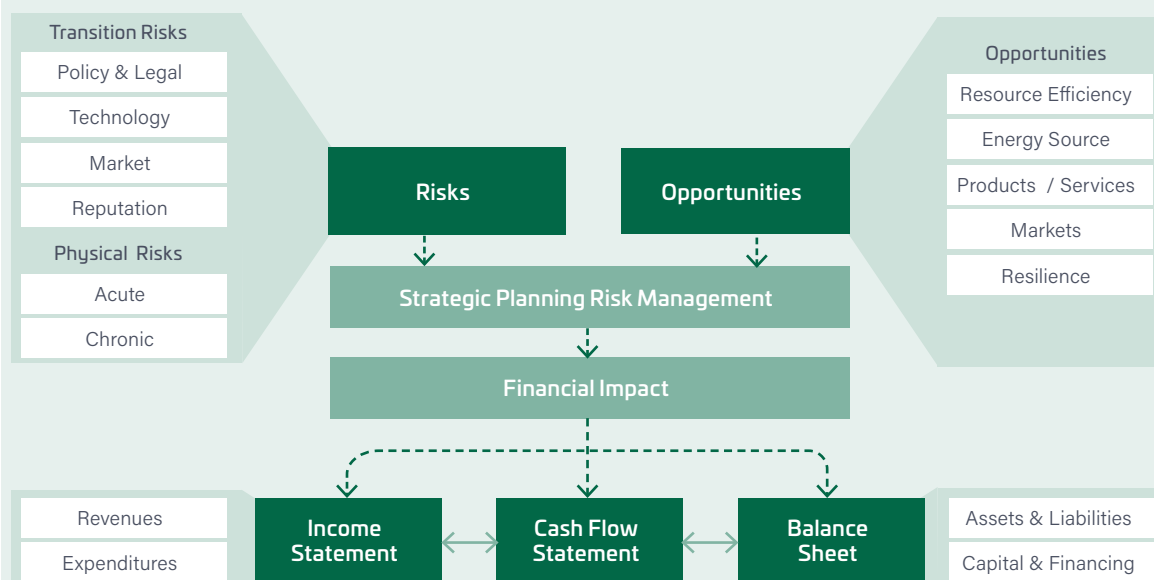 Transition Risks
Policy & Legal
Technology
Market
Reputation
Physical Risks
Acute
Chronic
Risks
Opportunities
Opportunities
Resource Efficiency
Energy Source
Products / Services
Markets
Resilience
Strategic Planning Risk Management
Financial Impact
Revenues
Expenditures
Income
Statement
Cash Flow
Statement
Balance
Sheet
Assets & Liabilities
Capital & Financing